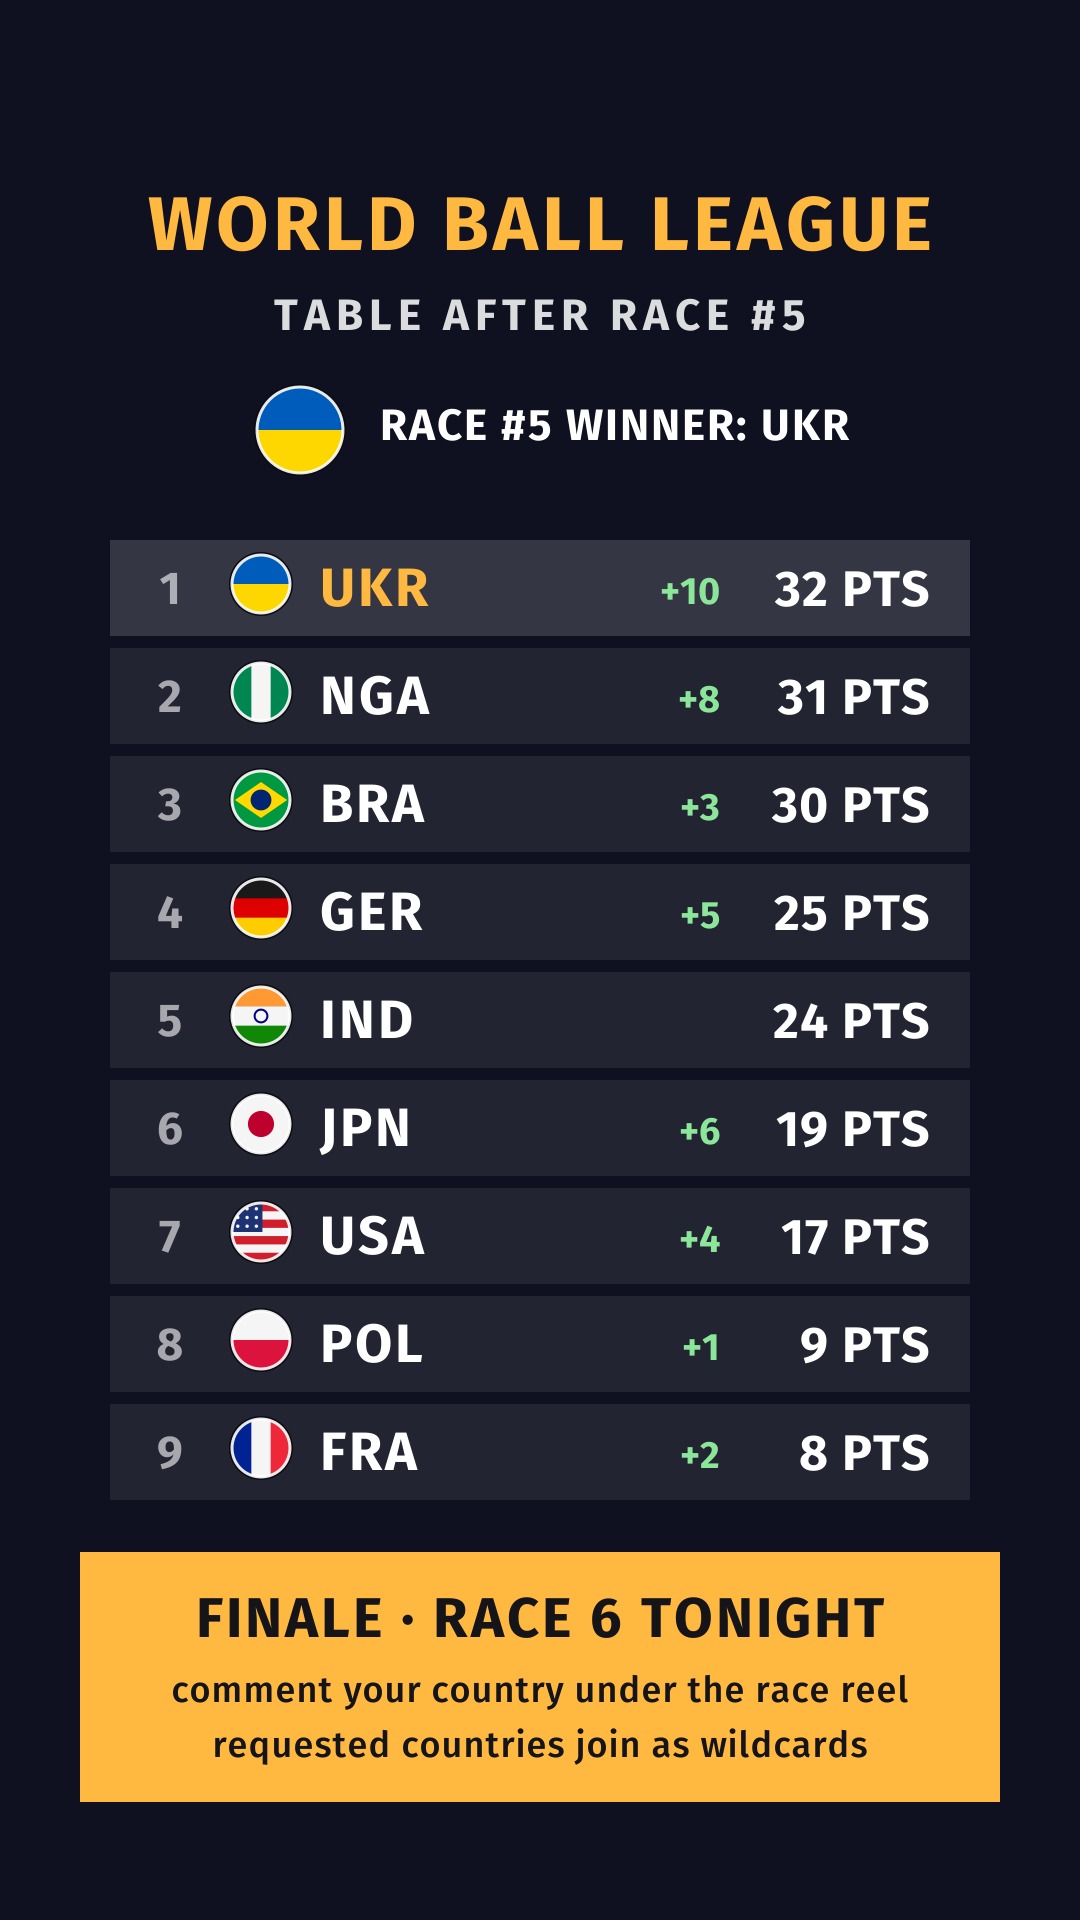 WORLD BALL LEAGUE
TABLE AFTER RACE #5
RACE #5 WINNER: UKR
1 UKR +10 32 PTS
2 NGA +8 31 PTS
3 BRA +3 30 PTS
4 GER +5 25 PTS
5 IND 24 PTS
6 JPN +6 19 PTS
7 USA +4 17 PTS
8 POL +1 9 PTS
9 FRA +2 8 PTS
FINALE · RACE 6 TONIGHT
comment your country under the race reel
requested countries join as wildcards